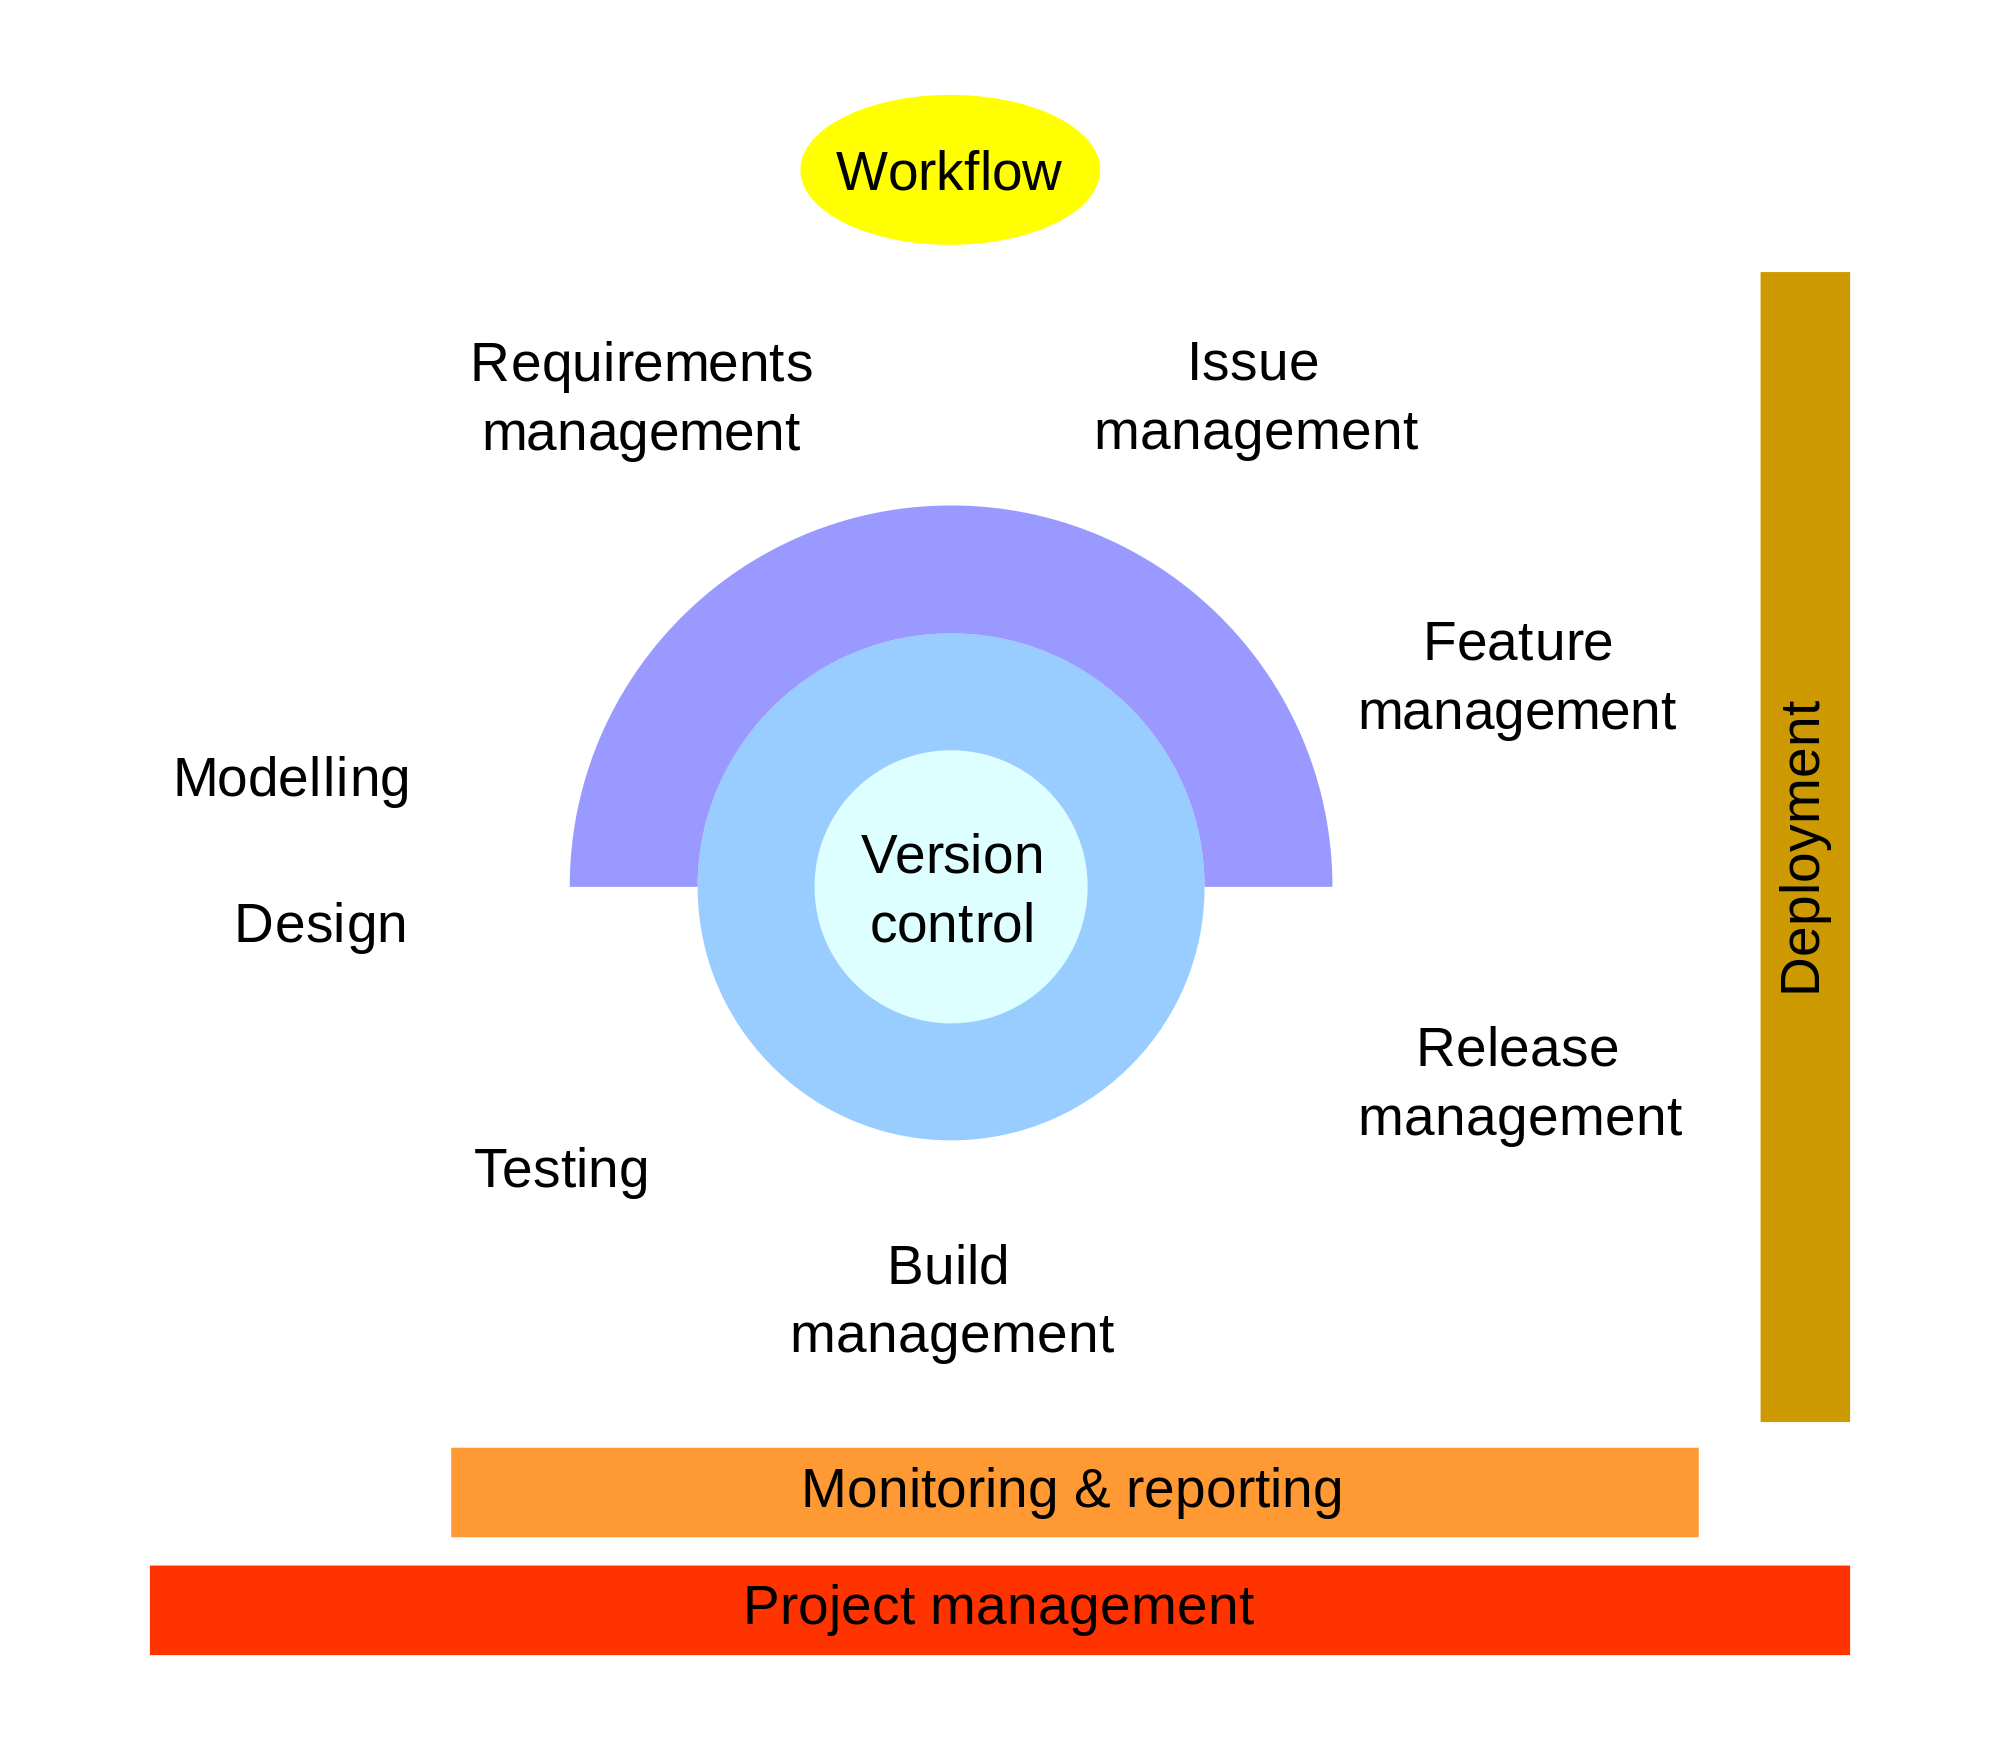 Workflow
Requirements
management
Issue
management
Feature
management
Modelling
Design
Version
control
Deployment
Release
management
Testing
Build
management
Monitoring & reporting
Project management